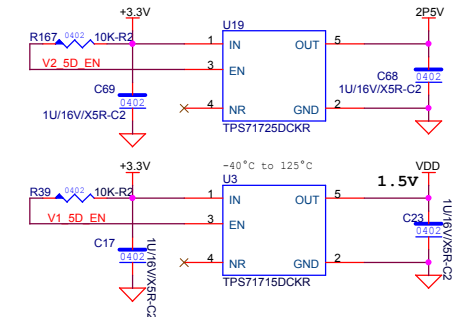 +3.3V U19 2P5V
R167 0402 10K-R2 1 IN OUT 5
V2_5D_EN 3 EN
C69 C68
0402 1U/16V/X5R-C2 0402
1U/16V/X5R-C2 4 NR GND 2
TPS71725DCKR
+3.3V -40°C to 125°C VDD
U3 1.5V
R39 0402 10K-R2 1 IN OUT 5
V1_5D_EN 3 EN
C17 1U/16V/X5R-C2 C23 1U/16V/X5R-C2
0402 0402
4 NR GND 2
TPS71715DCKR